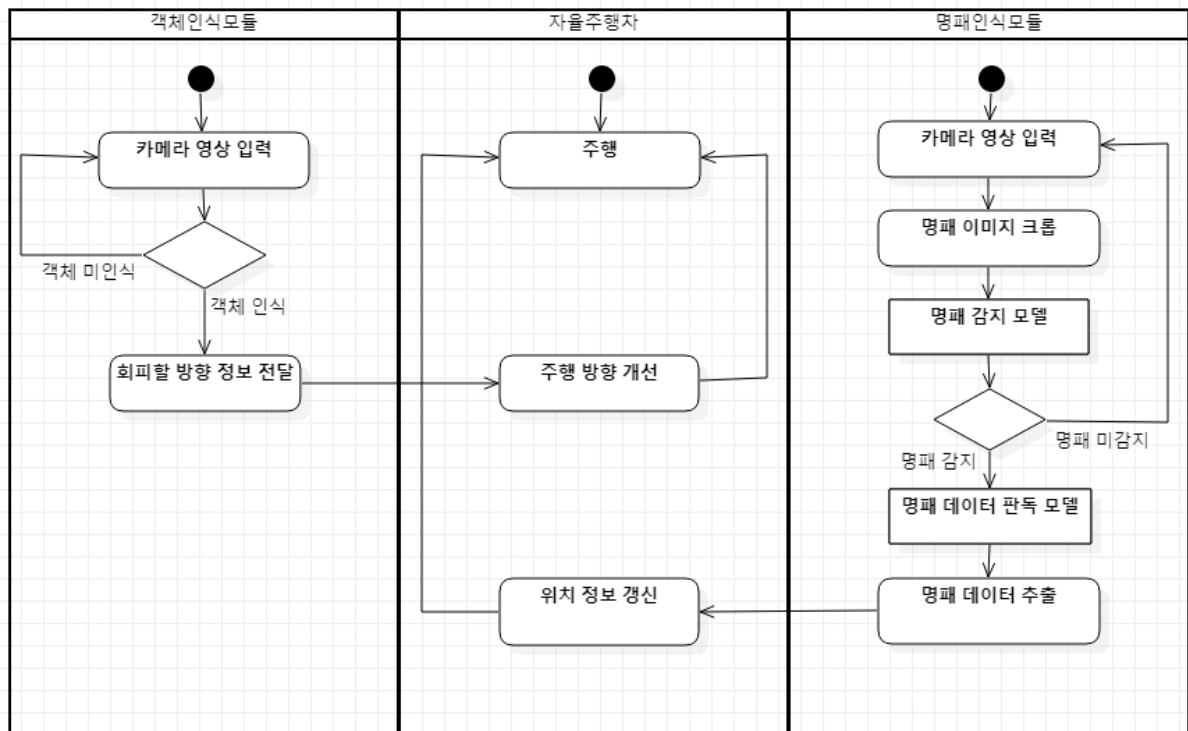 객체인식모듈
자율주행차
명패인식모듈
카메라 영상 입력
객체 미인식
객체 인식
회피할 방향 정보 전달
주행
주행 방향 개선
위치 정보 갱신
카메라 영상 입력
명패 이미지 크롭
명패 감지 모델
명패 미감지
명패 감지
명패 데이터 판독 모델
명패 데이터 추출